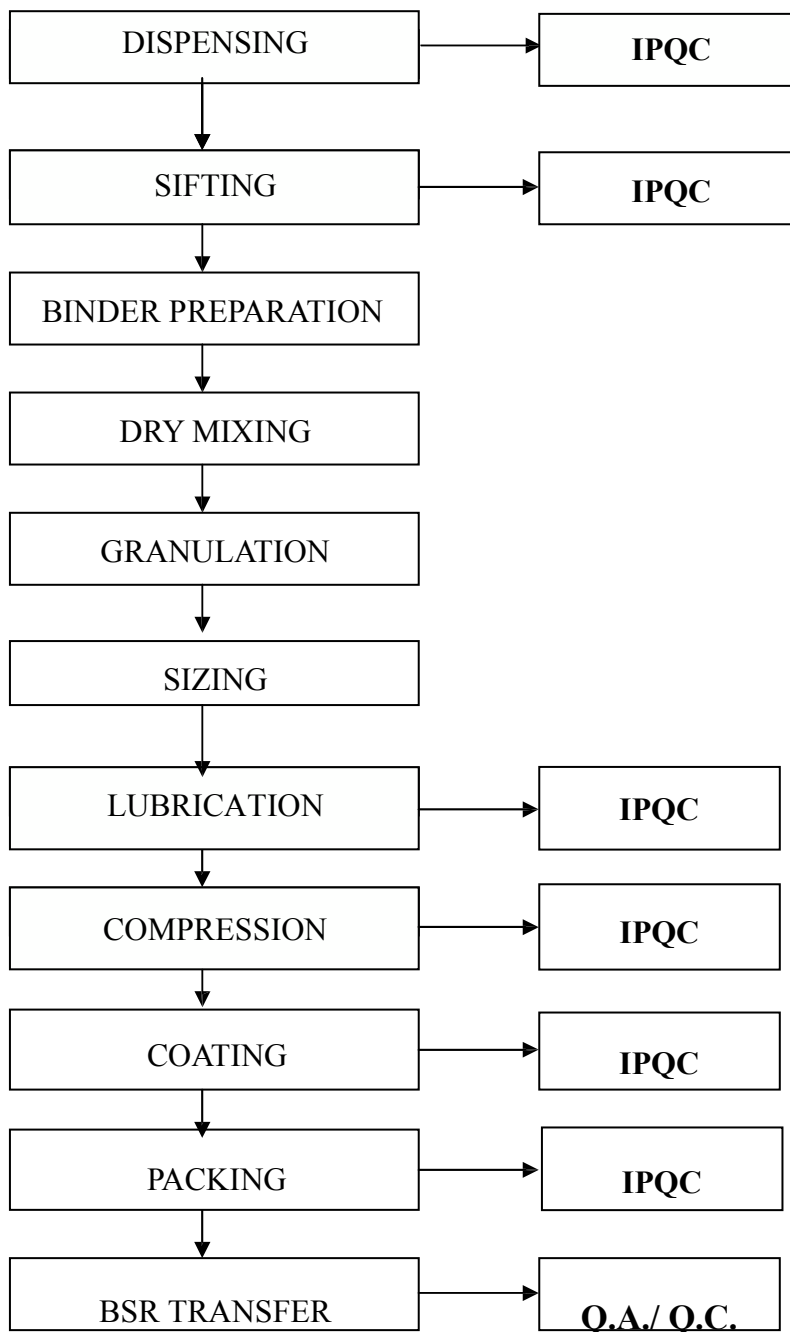 DISPENSING
IPQC
SIFTING
IPQC
BINDER PREPARATION
DRY MIXING
GRANULATION
SIZING
LUBRICATION
IPQC
COMPRESSION
IPQC
COATING
IPQC
PACKING
IPQC
BSR TRANSFER
Q.A./ Q.C.